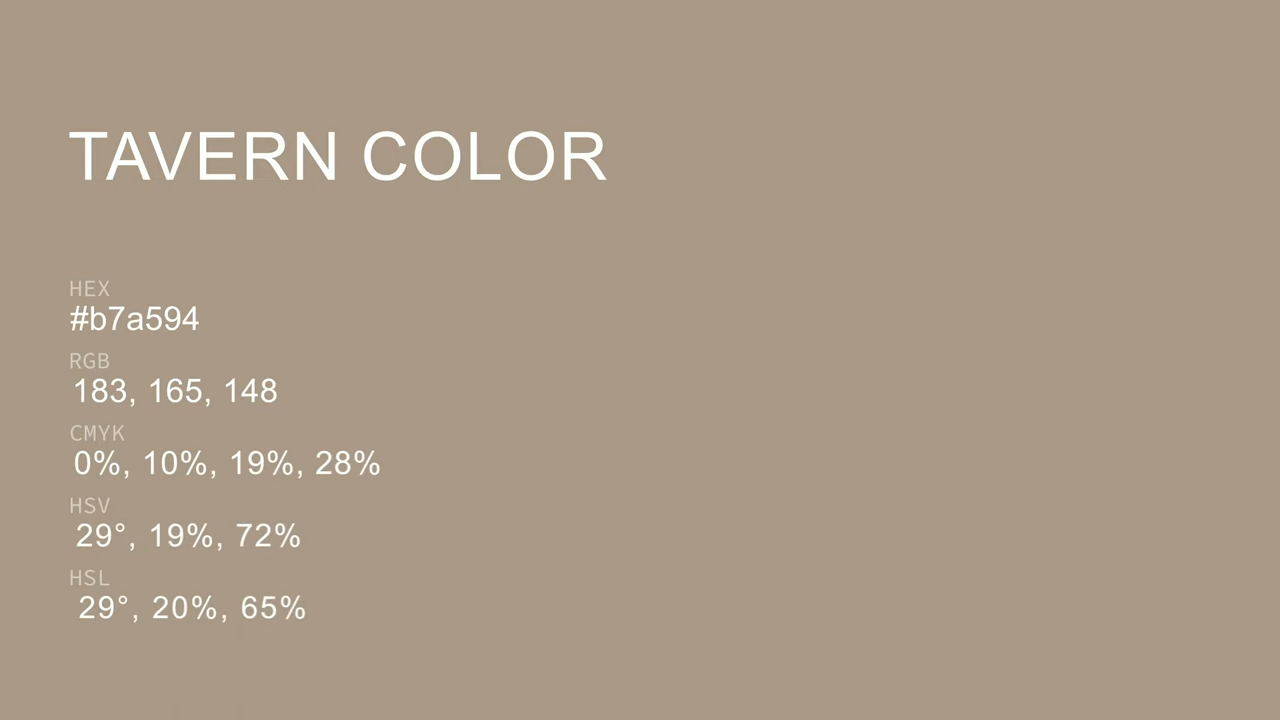 TAVERN COLOR
HEX
#b7a594
RGB
183, 165, 148
CMYK
0%, 10%, 19%, 28%
HSV
29°, 19%, 72%
HSL
29°, 20%, 65%